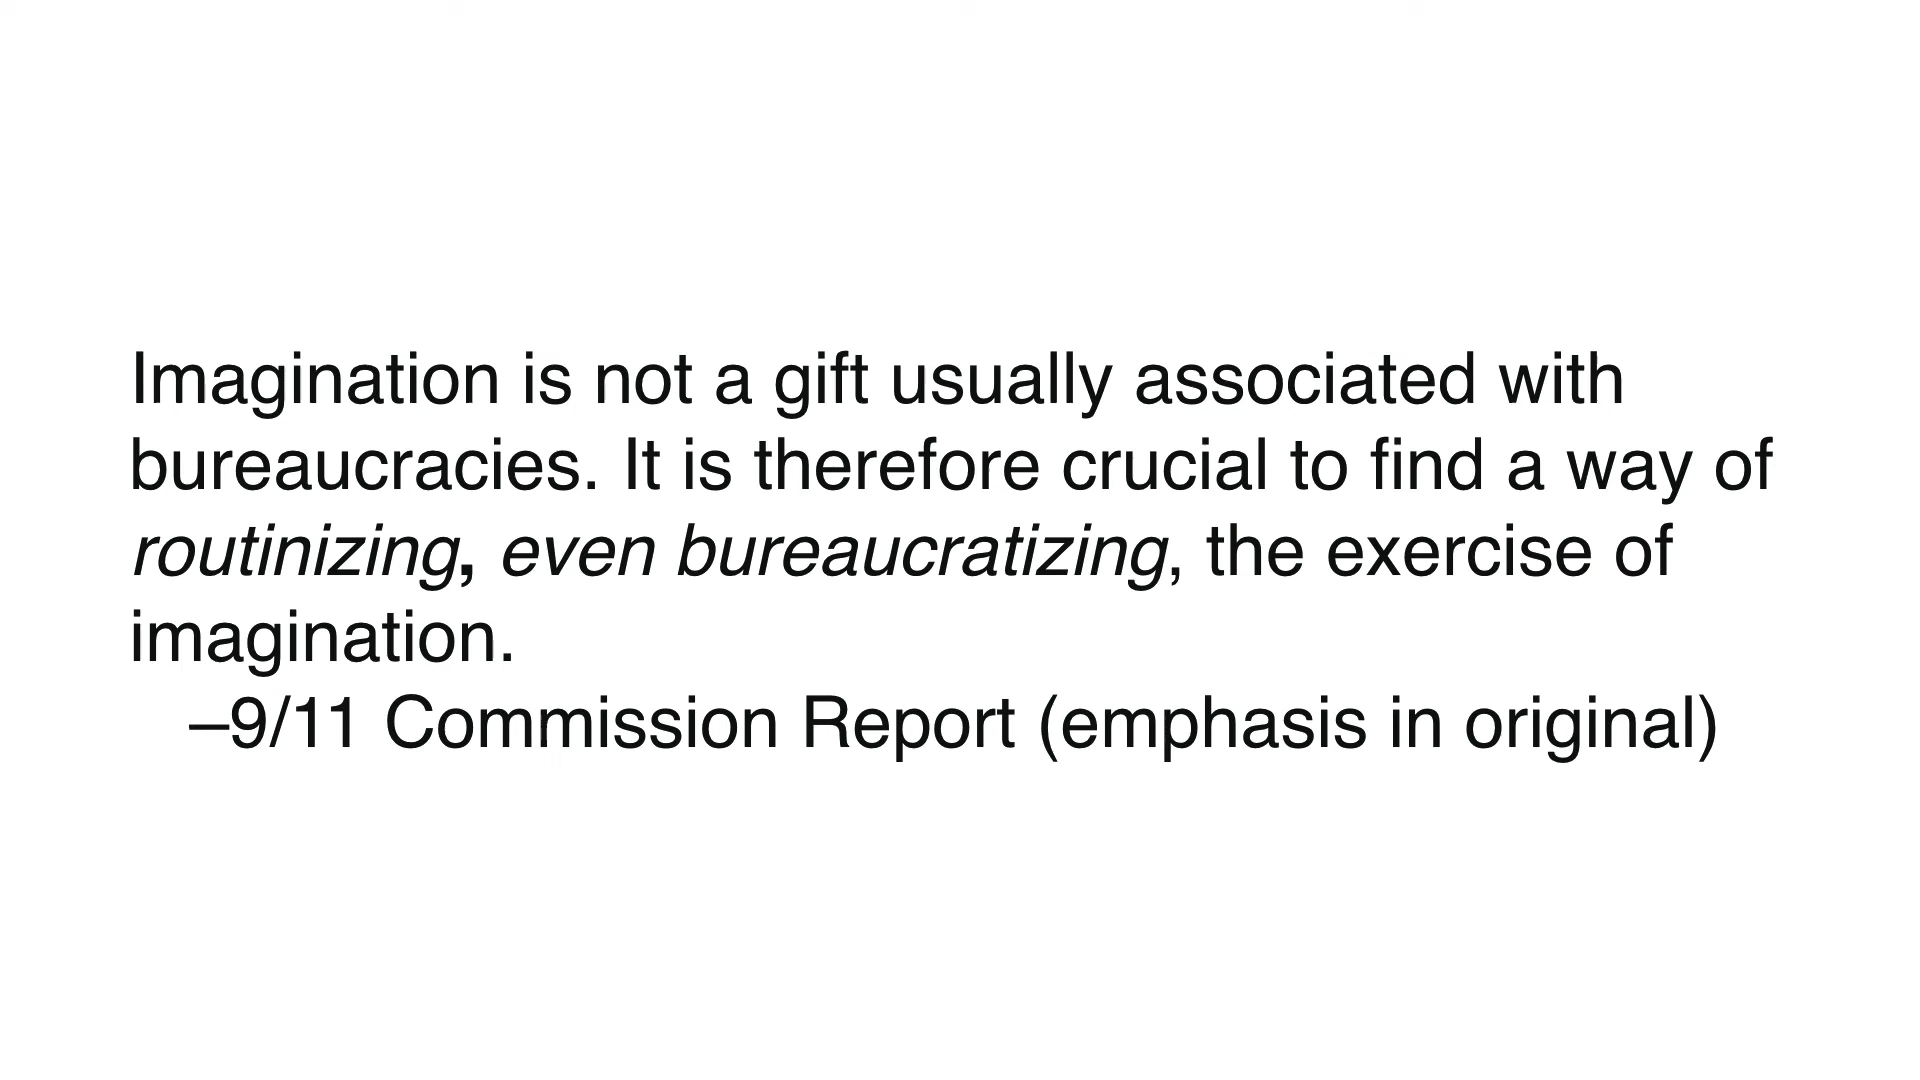 Imagination is not a gift usually associated with
bureaucracies. It is therefore crucial to find a way of
routinizing, even bureaucratizing, the exercise of
imagination.
–9/11 Commission Report (emphasis in original)